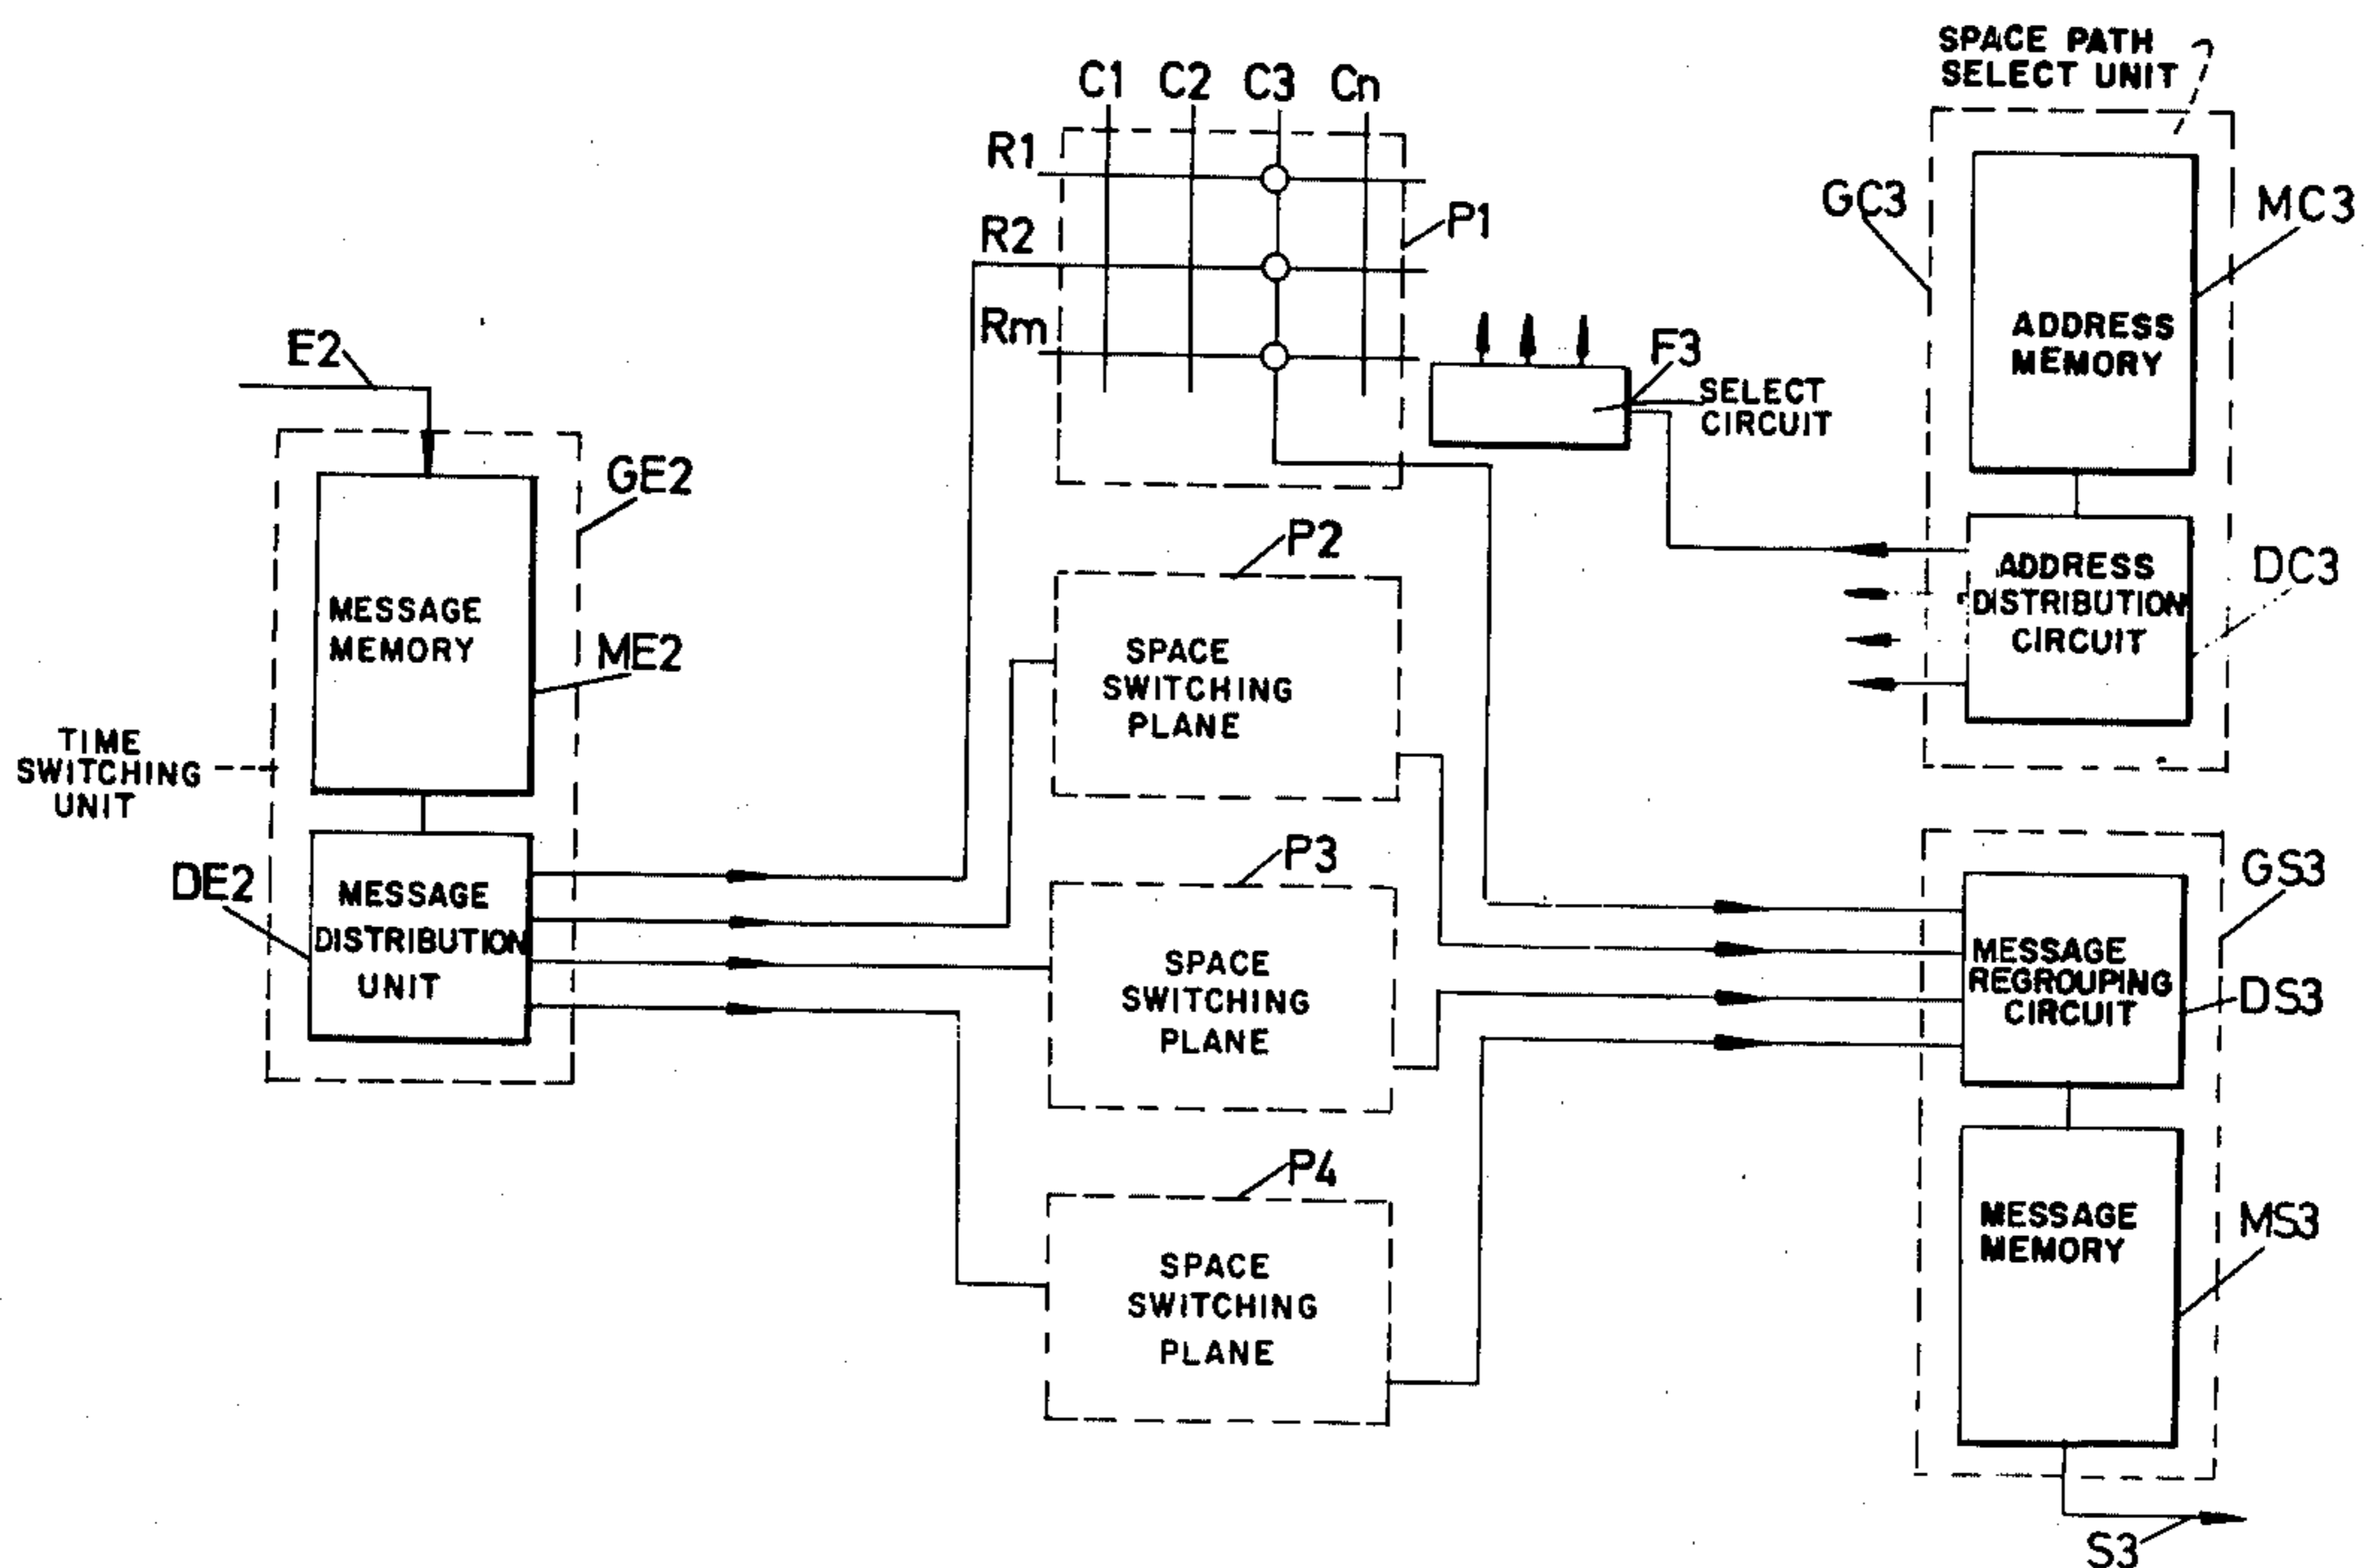 SPACE PATH
SELECT UNIT
C1 C2 C3 Cn
R1
R2
Rm
P1
GC3
MC3
ADDRESS
MEMORY
E2
F3
SELECT
CIRCUIT
GE2
MESSAGE
MEMORY
ME2
P2
SPACE
SWITCHING
PLANE
ADDRESS
DISTRIBUTION
CIRCUIT
DC3
TIME
SWITCHING
UNIT
DE2
MESSAGE
DISTRIBUTION
UNIT
P3
SPACE
SWITCHING
PLANE
GS3
MESSAGE
REGROUPING
CIRCUIT
DS3
P4
SPACE
SWITCHING
PLANE
MESSAGE
MEMORY
MS3
S3